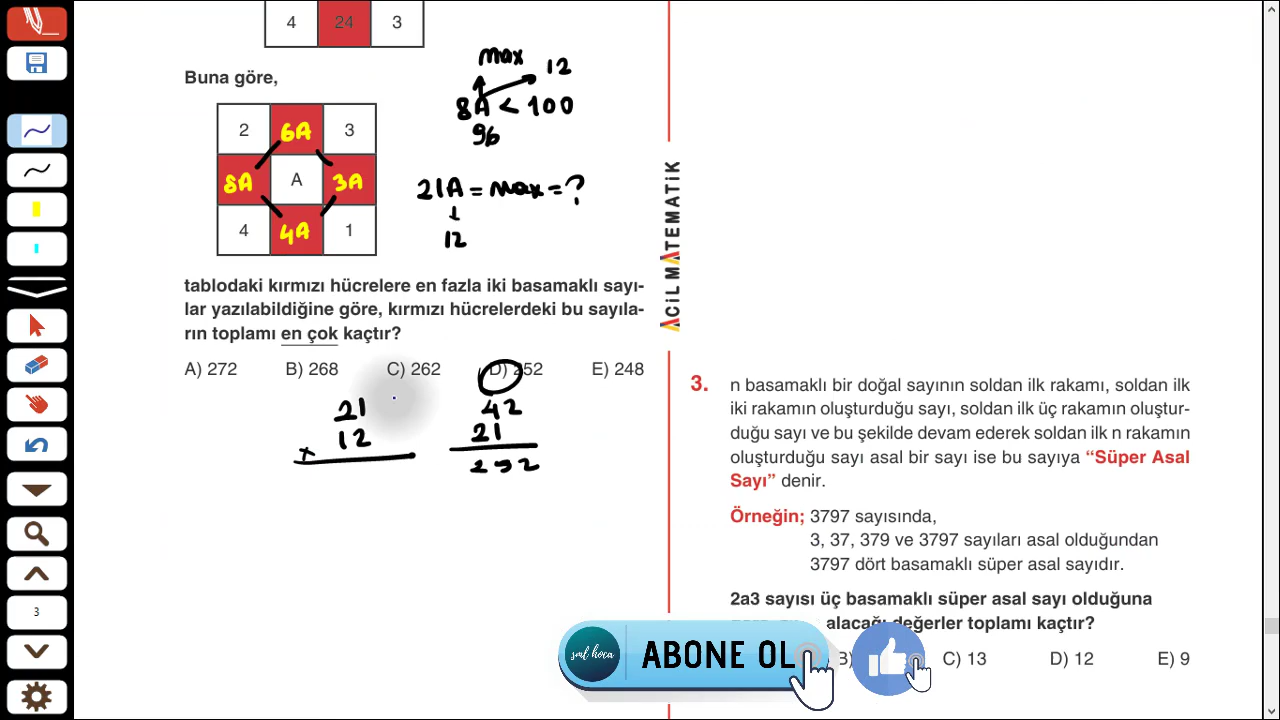 4 24 3
Buna göre,
2 6A 3
8A A 3A
4 4A 1
max
12
8A < 100
96
21A = max = ?
12
tablodaki kırmızı hücrelere en fazla iki basamaklı sayı-
lar yazılabildiğine göre, kırmızı hücrelerdeki bu sayıla-
rın toplamı en çok kaçtır?
A) 272 B) 268 C) 262 D) 252 E) 248
21
x 12
42
21
252
ACİL MATEMATİK
3. n basamaklı bir doğal sayının soldan ilk rakamı, soldan ilk
iki rakamın oluşturduğu sayı, soldan ilk üç rakamın oluştur-
duğu sayı ve bu şekilde devam ederek soldan ilk n rakamın
oluşturduğu sayı asal bir sayı ise bu sayıya “Süper Asal
Sayı” denir.
Örneğin; 3797 sayısında,
3, 37, 379 ve 3797 sayıları asal olduğundan
3797 dört basamaklı süper asal sayıdır.
2a3 sayısı üç basamaklı süper asal sayı olduğuna
alacağı değerler toplamı kaçtır?
C) 13 D) 12 E) 9
sml hoca
ABONE OL
3